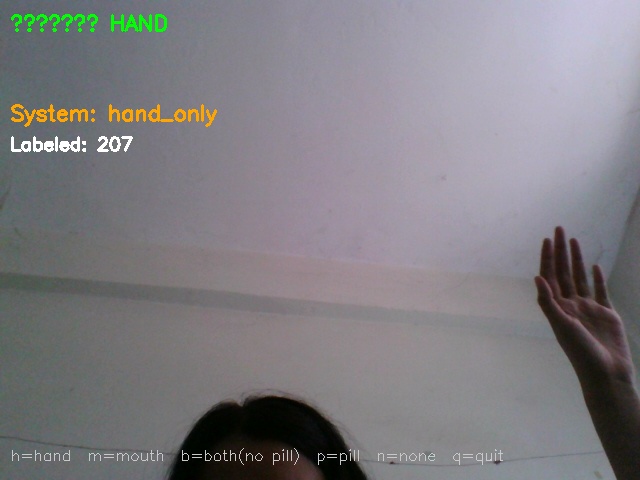 ??????? HAND
System: hand_only
Labeled: 207
h=hand m=mouth b=both(no pill) p=pill n=none q=quit